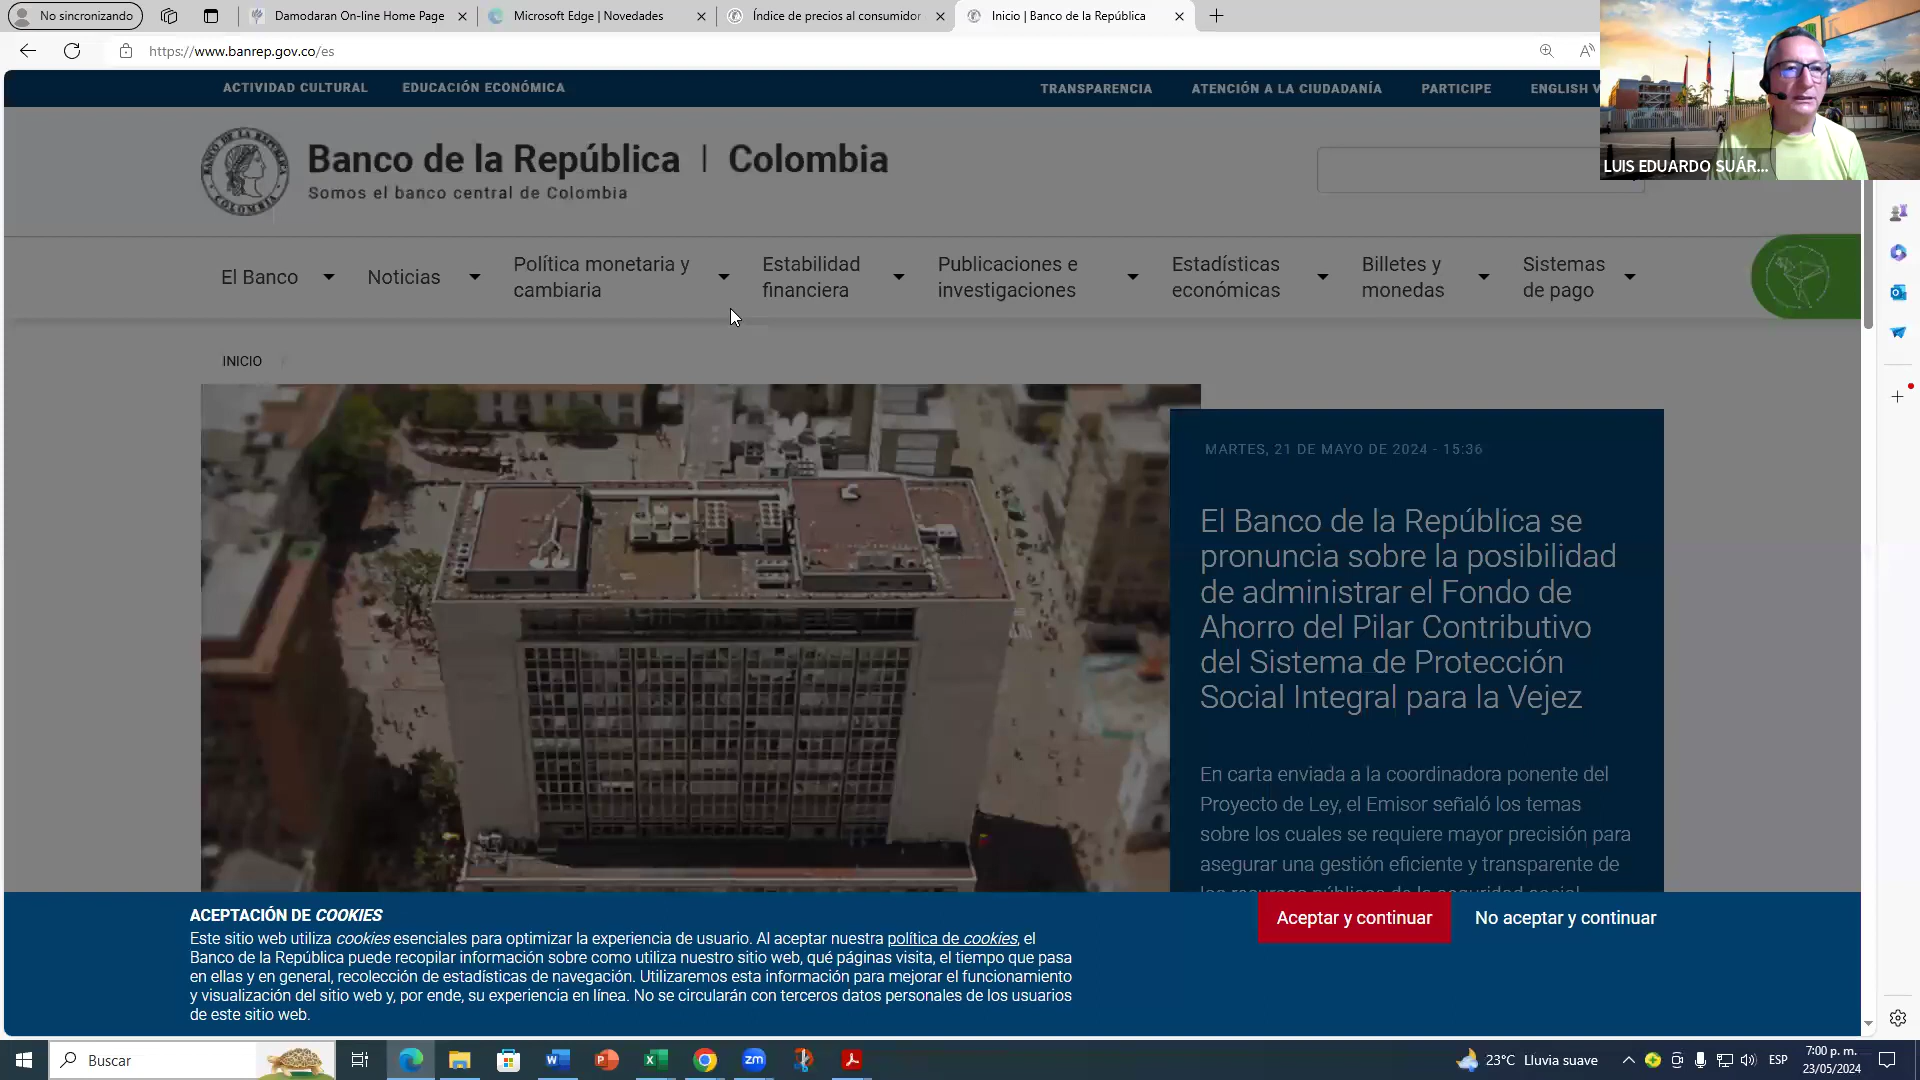 No sincronizando
Damodaran On-line Home Page
Microsoft Edge | Novedades
Índice de precios al consumidor
Inicio | Banco de la República
https://www.banrep.gov.co/es
ACTIVIDAD CULTURAL
EDUCACIÓN ECONÓMICA
TRANSPARENCIA
ATENCIÓN A LA CIUDADANÍA
PARTICIPE
ENGLISH V
Banco de la República | Colombia
Somos el banco central de Colombia
LUIS EDUARDO SUÁR...
El Banco
Noticias
Política monetaria y
cambiaria
Estabilidad
financiera
Publicaciones e
investigaciones
Estadísticas
económicas
Billetes y
monedas
Sistemas
de pago
INICIO
MARTES, 21 DE MAYO DE 2024 - 15:36
El Banco de la República se
pronuncia sobre la posibilidad
de administrar el Fondo de
Ahorro del Pilar Contributivo
del Sistema de Protección
Social Integral para la Vejez
En carta enviada a la coordinadora ponente del
Proyecto de Ley, el Emisor señaló los temas
sobre los cuales se requiere mayor precisión para
asegurar una gestión eficiente y transparente de
los recursos públicos de la seguridad social
ACEPTACIÓN DE COOKIES
Este sitio web utiliza cookies esenciales para optimizar la experiencia de usuario. Al aceptar nuestra política de cookies, el
Banco de la República puede recopilar información sobre como utiliza nuestro sitio web, qué páginas visita, el tiempo que pasa
en ellas y en general, recolección de estadísticas de navegación. Utilizaremos esta información para mejorar el funcionamiento
y visualización del sitio web y, por ende, su experiencia en línea. No se circularán con terceros datos personales de los usuarios
de este sitio web.
Aceptar y continuar
No aceptar y continuar
Buscar
23°C Lluvia suave
ESP
7:00 p. m.
23/05/2024